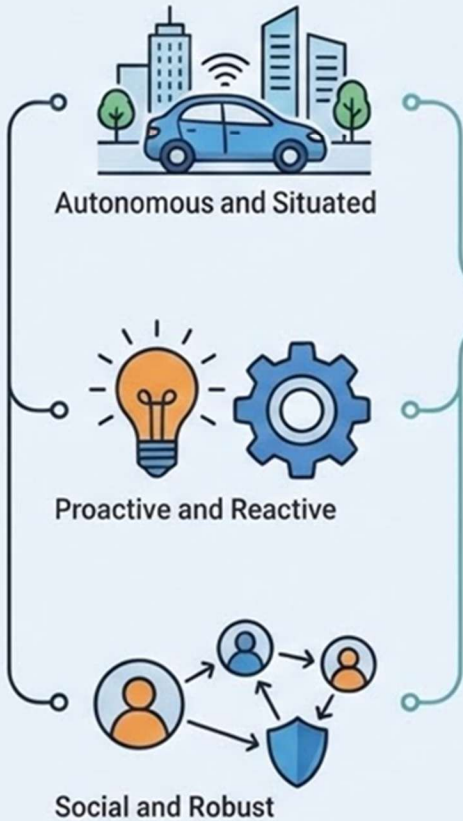 Autonomous and Situated
Proactive and Reactive
Social and Robust